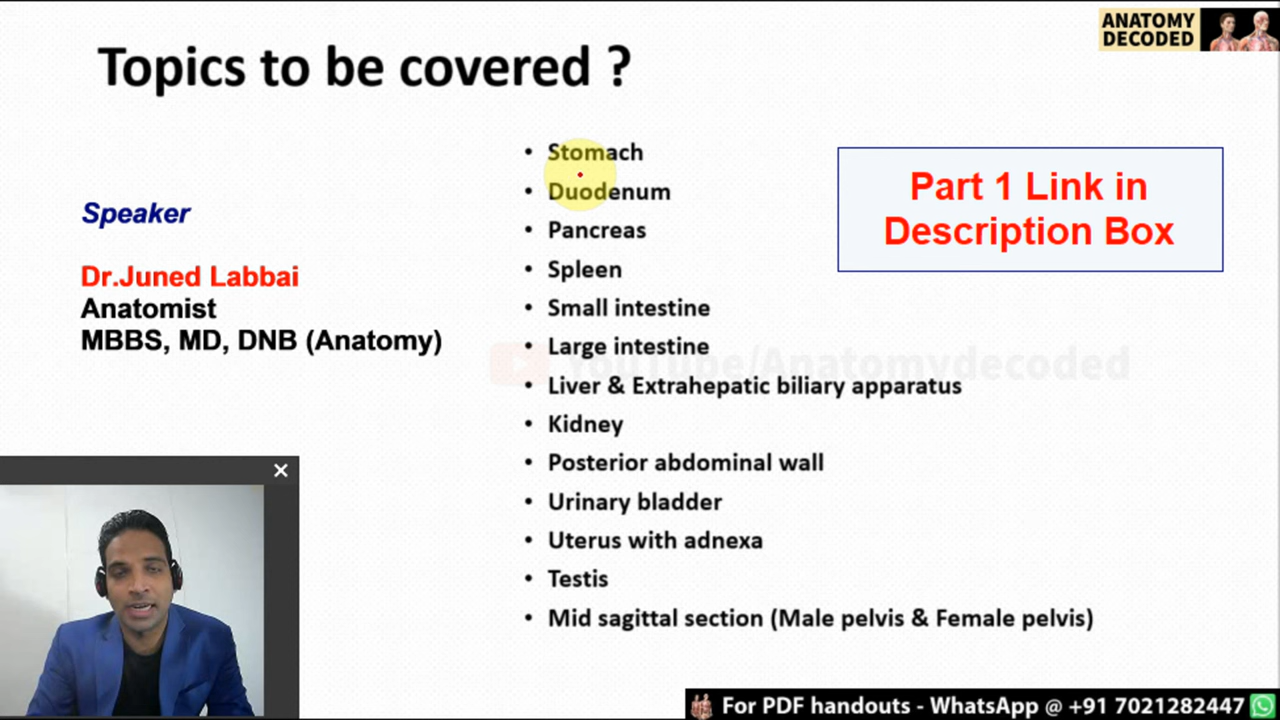 ANATOMY
DECODED
Topics to be covered ?
Speaker
Dr.Juned Labbai
Anatomist
MBBS, MD, DNB (Anatomy)
• Stomach
• Duodenum
• Pancreas
• Spleen
• Small intestine
• Large intestine
• Liver & Extrahepatic biliary apparatus
• Kidney
• Posterior abdominal wall
• Urinary bladder
• Uterus with adnexa
• Testis
• Mid sagittal section (Male pelvis & Female pelvis)
Part 1 Link in
Description Box
YouTube/Anatomydecoded
For PDF handouts - WhatsApp @ +91 7021282447